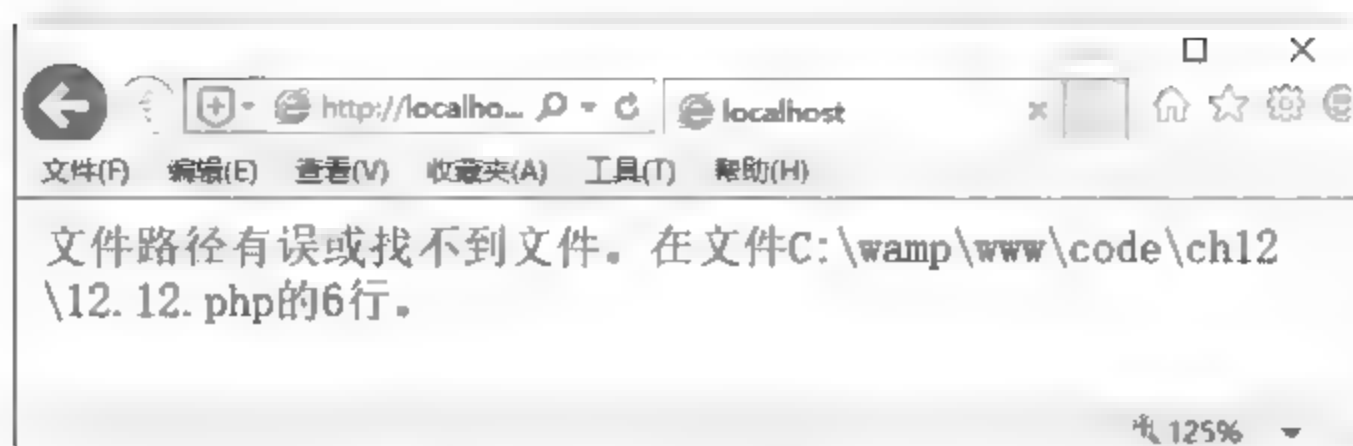 http://localho...
localhost
文件(F) 编辑(E) 查看(V) 收藏夹(A) 工具(T) 帮助(H)
文件路径有误或找不到文件。在文件C:\wamp\www\code\ch12
\12.12.php的6行。
125%